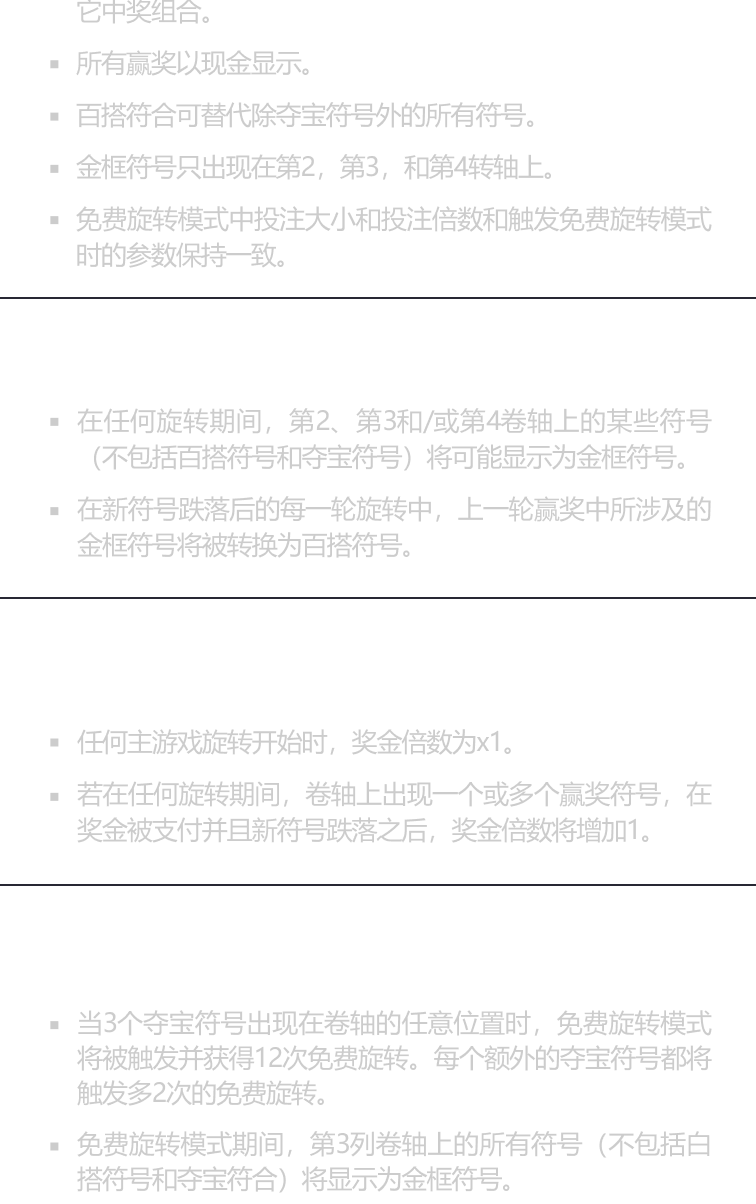 它中奖组合。
所有赢奖以现金显示。
百搭符合可替代除夺宝符号外的所有符号。
金框符号只出现在第2，第3，和第4转轴上。
免费旋转模式中投注大小和投注倍数和触发免费旋转模式
时的参数保持一致。
在任何旋转期间，第2、第3和/或第4卷轴上的某些符号
（不包括百搭符号和夺宝符号）将可能显示为金框符号。
在新符号跌落后的每一轮旋转中，上一轮赢奖中所涉及的
金框符号将被转换为百搭符号。
任何主游戏旋转开始时，奖金倍数为x1。
若在任何旋转期间，卷轴上出现一个或多个赢奖符号，在
奖金被支付并且新符号跌落之后，奖金倍数将增加1。
当3个夺宝符号出现在卷轴的任意位置时，免费旋转模式
将被触发并获得12次免费旋转。每个额外的夺宝符号都将
触发多2次的免费旋转。
免费旋转模式期间，第3列卷轴上的所有符号（不包括白
搭符号和夺宝符合）将显示为金框符号。